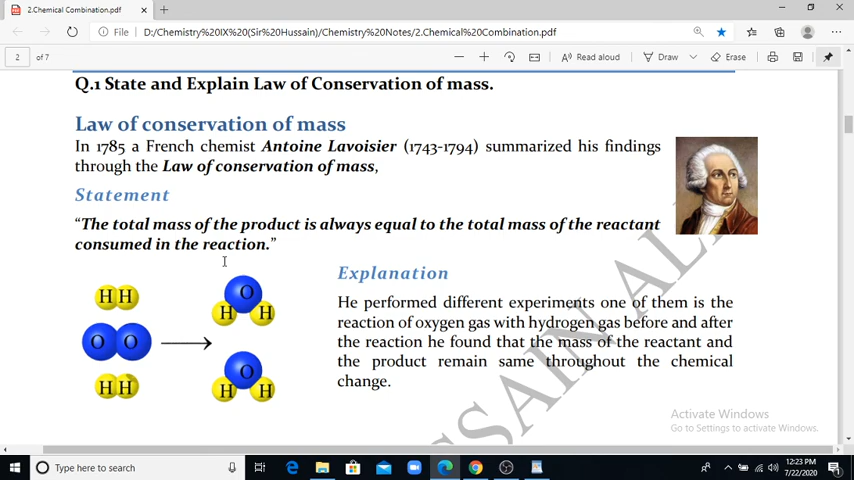 2.Chemical Combination.pdf
File
D:/Chemistry%20IX%20(Sir%20Hussain)/Chemistry%20Notes/2.Chemical%20Combination.pdf
2 of 7
Read aloud
Draw
Erase
Q.1 State and Explain Law of Conservation of mass.
Law of conservation of mass
In 1785 a French chemist Antoine Lavoisier (1743-1794) summarized his findings
through the Law of conservation of mass,
Statement
“The total mass of the product is always equal to the total mass of the reactant
consumed in the reaction.”
H H
O O
H H
O
H H
O
H H
Explanation
He performed different experiments one of them is the
reaction of oxygen gas with hydrogen gas before and after
the reaction he found that the mass of the reactant and
the product remain same throughout the chemical
change.
Activate Windows
Go to Settings to activate Windows.
Type here to search
12:23 PM
7/22/2020